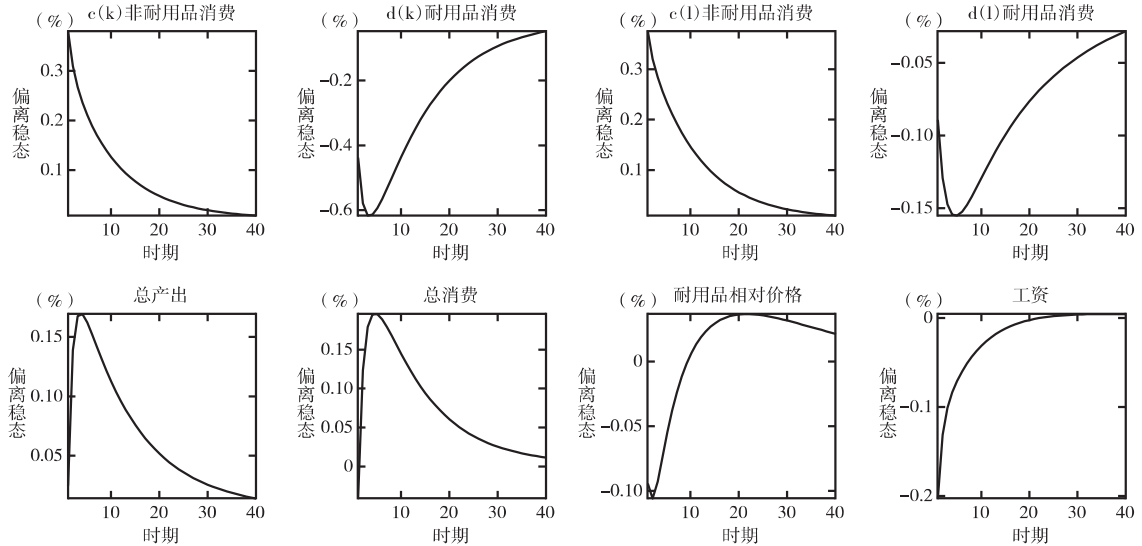 (%) c(k)非耐用品消费
偏离稳态
0.3
0.2
0.1
10 20 30 40
时期
(%) d(k)耐用品消费
偏离稳态
-0.2
-0.4
-0.6
10 20 30 40
时期
(%) c(l)非耐用品消费
偏离稳态
0.3
0.2
0.1
10 20 30 40
时期
(%) d(l)耐用品消费
偏离稳态
-0.05
-0.10
-0.15
10 20 30 40
时期
(%) 总产出
偏离稳态
0.15
0.10
0.05
10 20 30 40
时期
(%) 总消费
偏离稳态
0.15
0.10
0.05
0
10 20 30 40
时期
(%) 耐用品相对价格
偏离稳态
0
-0.05
-0.10
10 20 30 40
时期
(%) 工资
偏离稳态
0
-0.1
-0.2
10 20 30 40
时期